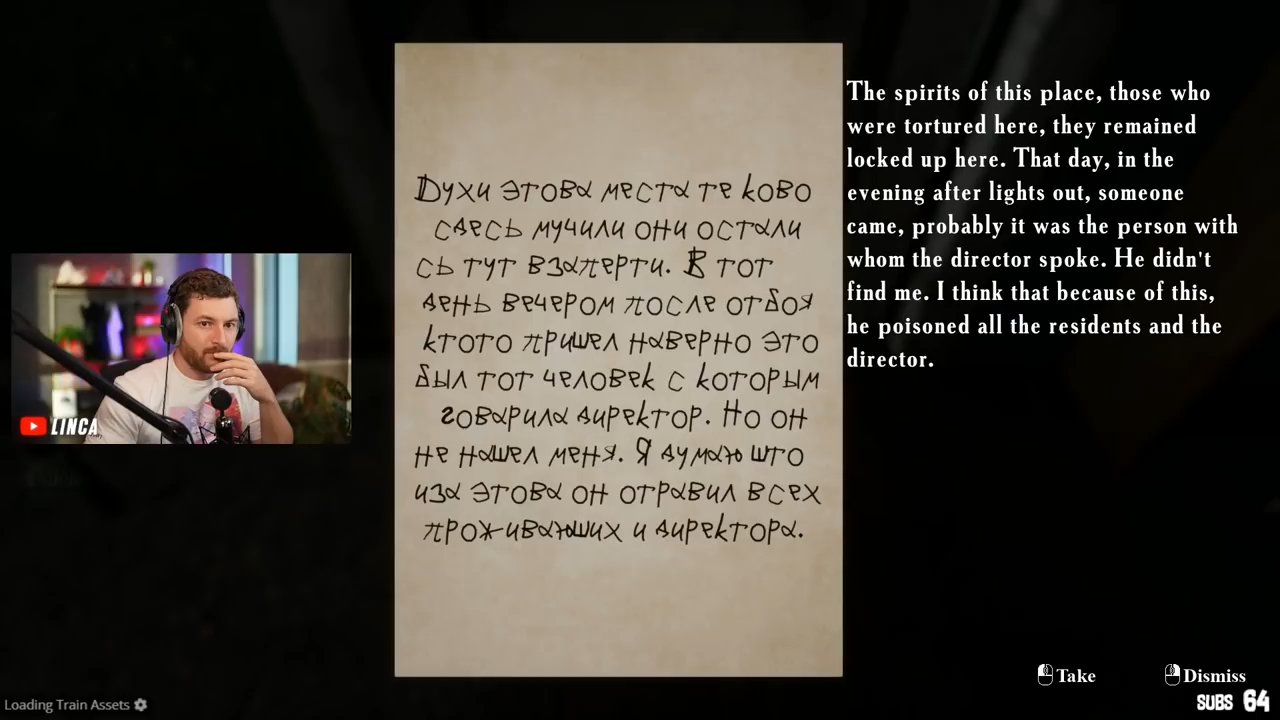 Духи этова места те ково
сдесь мучили они остали
сь тут взаперти. В тот
день вечером после отбоя
ктото пришел наверно это
был тот человек с которым
говарила директор. Но он
не нашел меня. Я думаю што
иза этова он отравил всех
проживаюших и директора.
The spirits of this place, those who
were tortured here, they remained
locked up here. That day, in the
evening after lights out, someone
came, probably it was the person with
whom the director spoke. He didn't
find me. I think that because of this,
he poisoned all the residents and the
director.
LINCA
Take
Dismiss
Loading Train Assets
SUBS 64